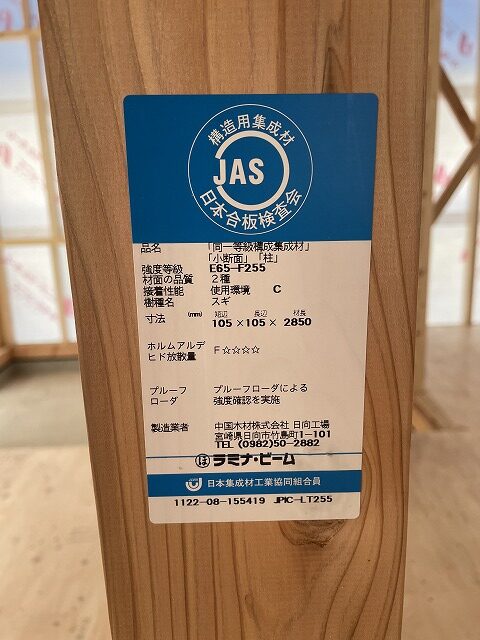 構造用集成材
JAS
日本合板検査会
品名 「同一等級構成集成材」
「小断面」「柱」
強度等級 E65-F255
材面の品質 2種
接着性能 使用環境 C
樹種名 スギ
寸法 (mm) 短辺 長辺 材長
105×105× 2850
ホルムアルデ
ヒド放散量 F☆☆☆☆
プルーフ プルーフローダによる
ローダ 強度確認を実施
製造業者 中国木材株式会社 日向工場
宮崎県日向市竹島町1-101
TEL (0982)50-2882
ほ ラミナ・ビーム
日本集成材工業協同組合員
1122-08-155419 JPIC-LT255